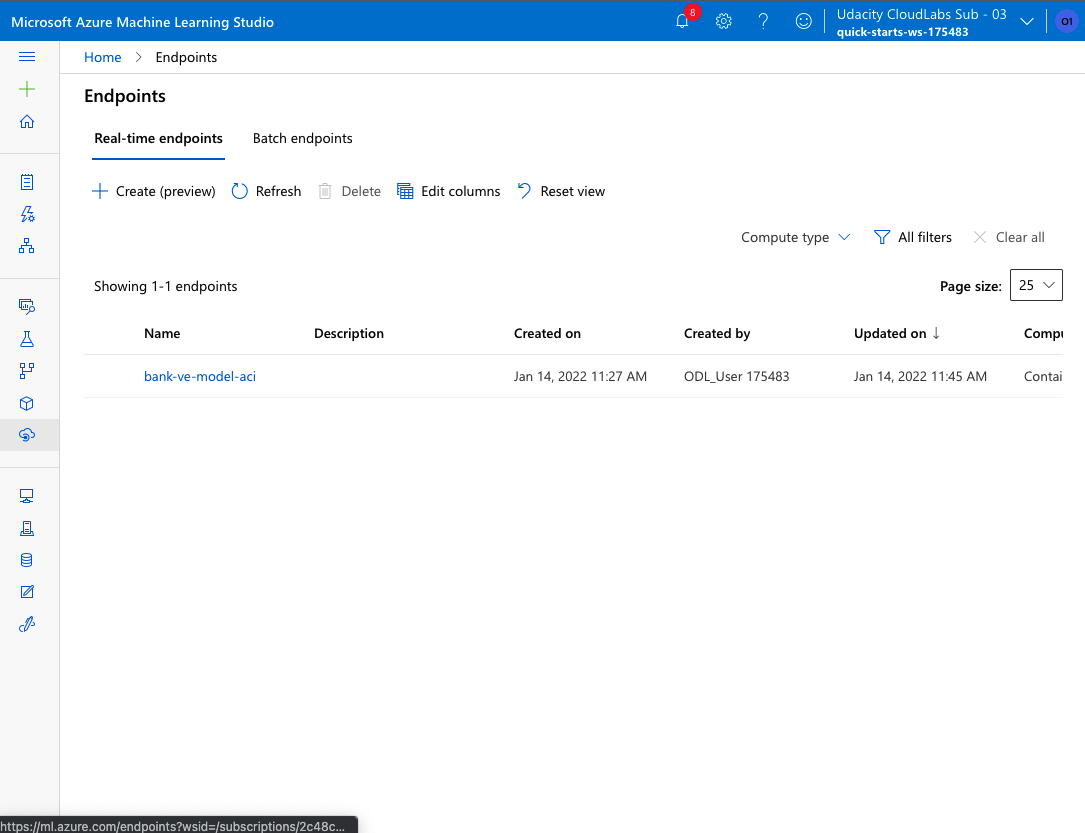 Microsoft Azure Machine Learning Studio
8
?
Udacity CloudLabs Sub - 03
quick-starts-ws-175483
O1
Home > Endpoints
Endpoints
Real-time endpoints Batch endpoints
Create (preview) Refresh Delete Edit columns Reset view
Compute type All filters Clear all
Showing 1-1 endpoints Page size: 25
Name Description Created on Created by Updated on ↓ Compu
bank-ve-model-aci Jan 14, 2022 11:27 AM ODL_User 175483 Jan 14, 2022 11:45 AM Contai
https://ml.azure.com/endpoints?wsid=/subscriptions/2c48c...